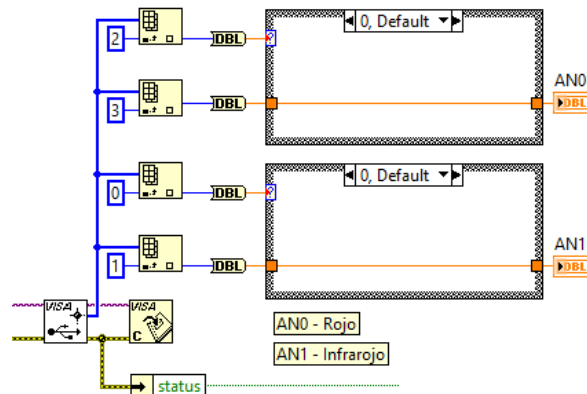 2
DBL
0, Default
?
3
DBL
AN0
DBL
0
DBL
0, Default
?
1
DBL
AN1
DBL
VISA
VISA
C
AN0 - Rojo
AN1 - Infrarojo
status